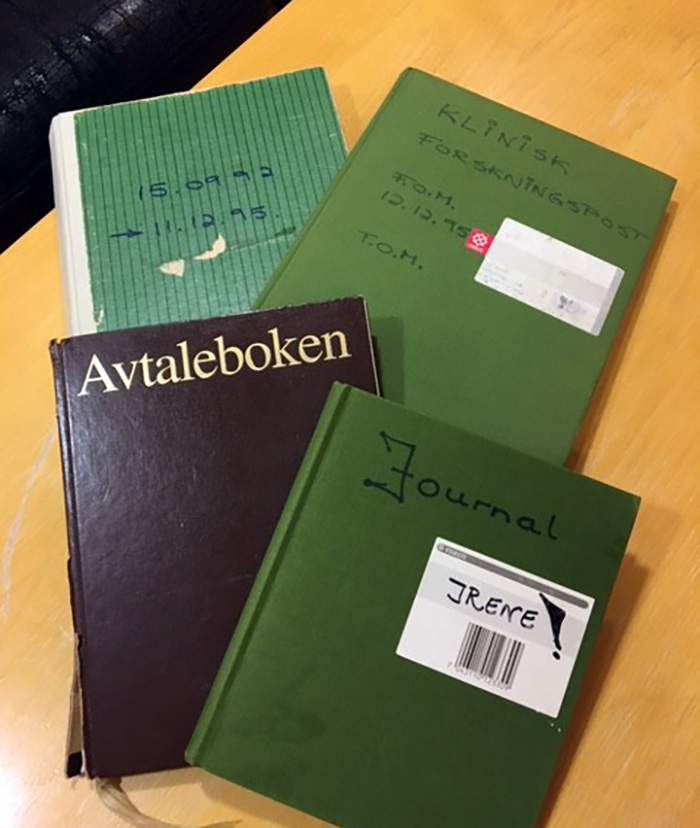 15.09.92
→ 11.12.95.
KLINISK
FORSKNINGSPOST
F.O.M.
12.12.95
T.O.M.
Avtaleboken
Journal
IRENE!